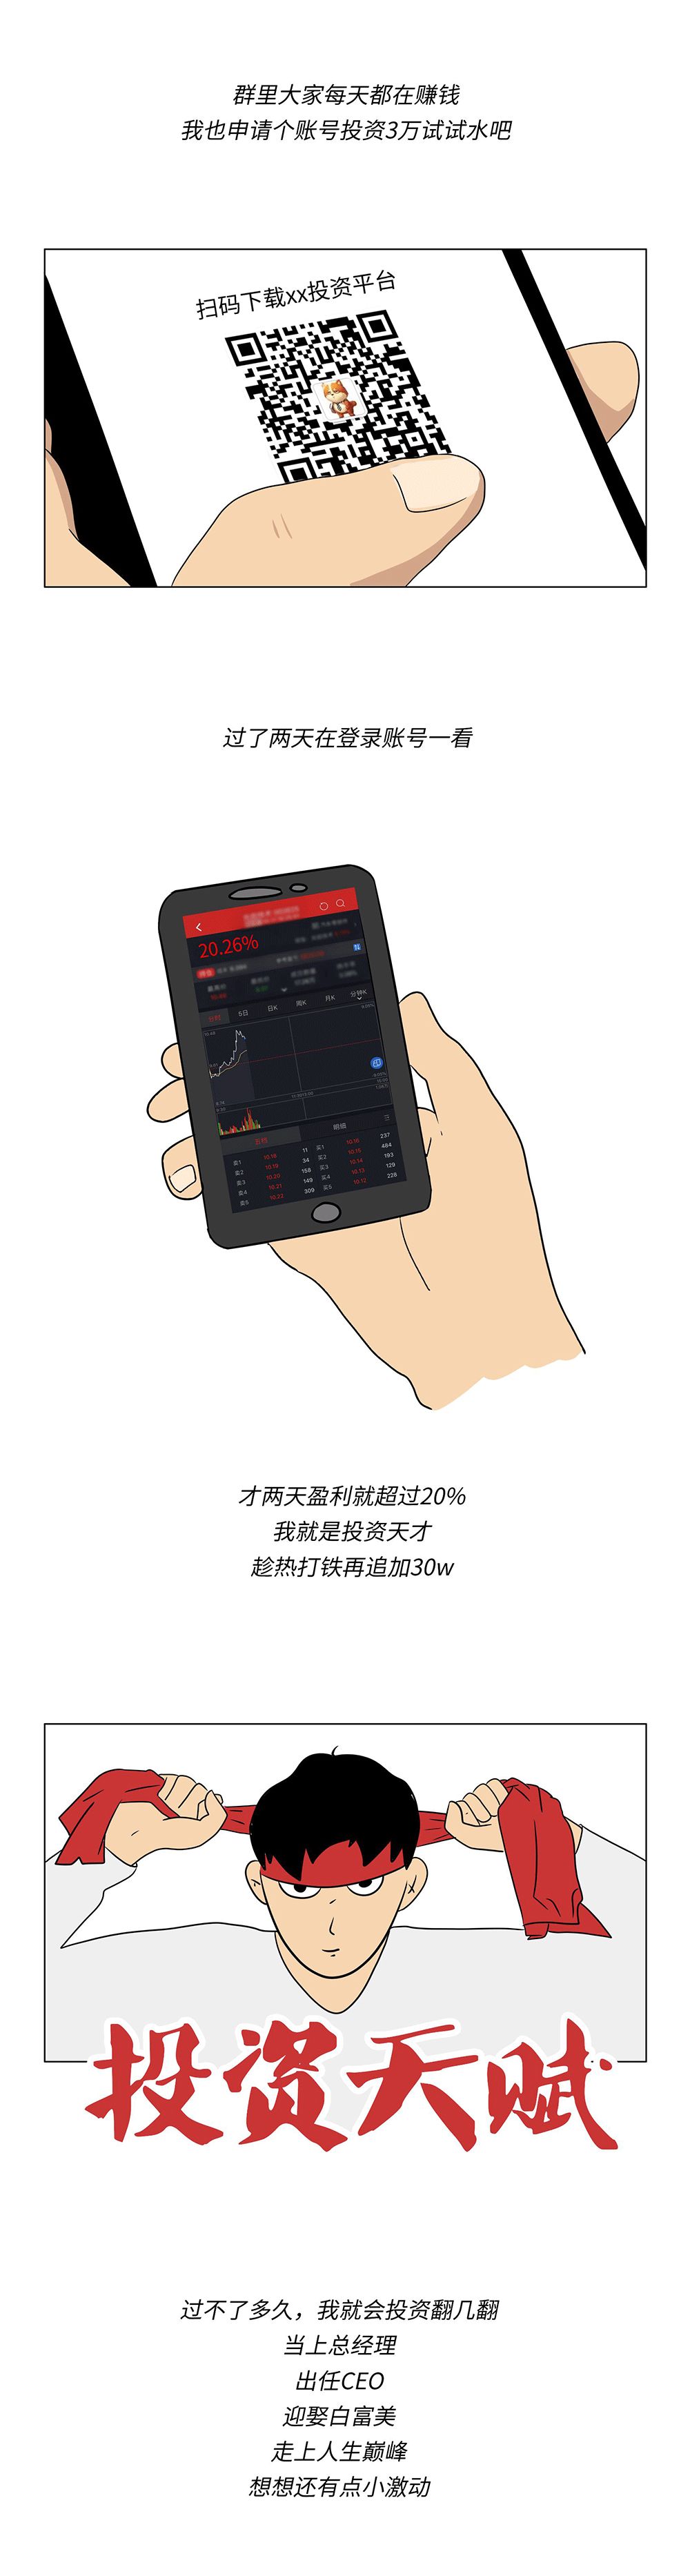 群里大家每天都在赚钱
我也申请个账号投资3万试试水吧
扫码下载xx投资平台
过了两天在登录账号一看
20.26%
5日
日K
周K
月K
分钟K
明细
卖1 10.18 11 买1 10.16 237
卖2 10.19 34 买2 10.15 484
卖3 10.20 158 买3 10.14 193
卖4 10.21 149 买4 10.13 129
卖5 10.22 309 买5 10.12 228
才两天盈利就超过20%
我就是投资天才
趁热打铁再追加30w
投资天赋
过不了多久，我就会投资翻几翻
当上总经理
出任CEO
迎娶白富美
走上人生巅峰
想想还有点小激动